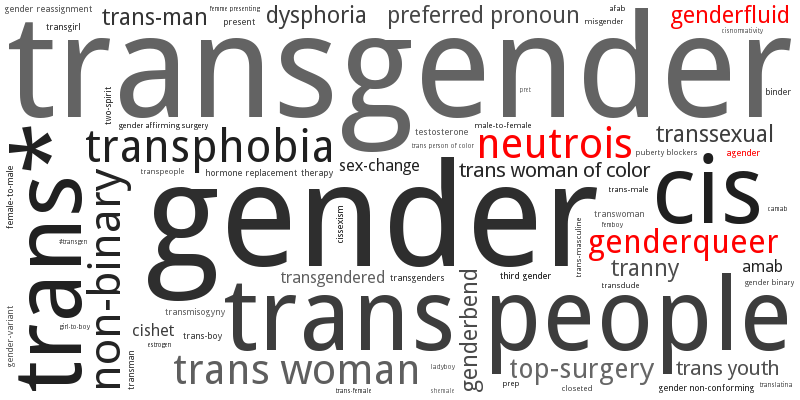 gender reassignment
trans-man
femme presenting
dysphoria
preferred pronoun
afab
genderfluid
transgirl
present
misgender
cisnormativity
transgender
two-spirit
pmt
binder
gender affirming surgery
testosterone
male-to-female
neutrois
transsexual
transphobia
trans person of color
puberty blockers
agender
trans*
female-to-male
transpeople
hormone replacement therapy
sex-change
trans woman of color
cis
non-binary
gender
trans-male
cissexism
transwoman
femboy
camab
#transgen
trans-masculine
genderqueer
transgendered
transgenders
third gender
tranny
amab
transdude
gender binary
gender-variant
girl-to-boy
transmisogyny
cishet
trans-boy
estrogen
trans people
genderbend
transman
trans woman
ladyboy
top-surgery
trans youth
trans-female
shemale
prep
closeted
gender non-conforming
translatina